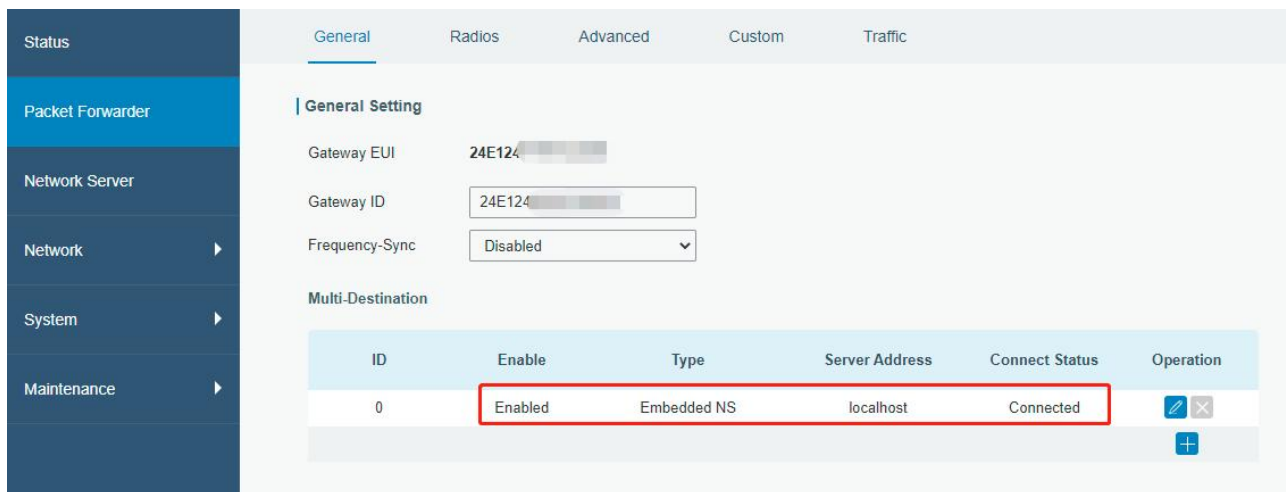 Status
Packet Forwarder
Network Server
Network
System
Maintenance
General Radios Advanced Custom Traffic
General Setting
Gateway EUI 24E124
Gateway ID 24E124
Frequency-Sync Disabled
Multi-Destination
ID Enable Type Server Address Connect Status Operation
0 Enabled Embedded NS localhost Connected